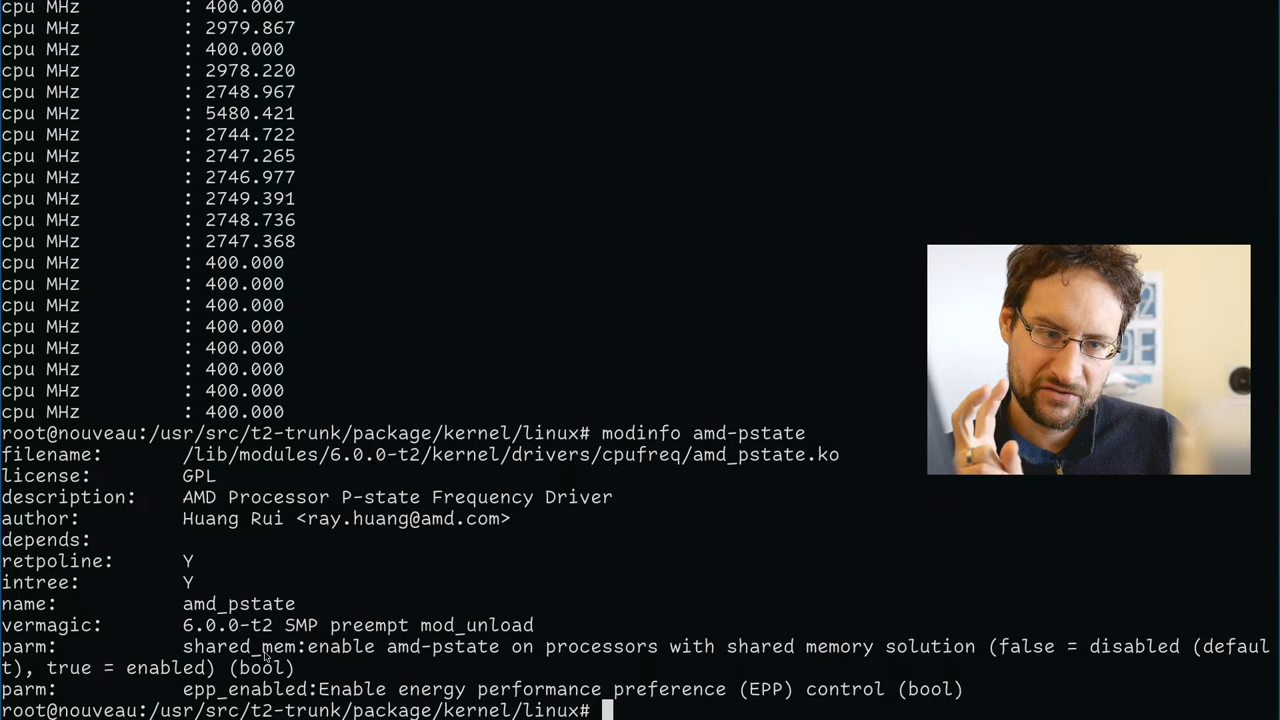 cpu MHz : 400.000
cpu MHz : 2979.867
cpu MHz : 400.000
cpu MHz : 2978.220
cpu MHz : 2748.967
cpu MHz : 5480.421
cpu MHz : 2744.722
cpu MHz : 2747.265
cpu MHz : 2746.977
cpu MHz : 2749.391
cpu MHz : 2748.736
cpu MHz : 2747.368
cpu MHz : 400.000
cpu MHz : 400.000
cpu MHz : 400.000
cpu MHz : 400.000
cpu MHz : 400.000
cpu MHz : 400.000
cpu MHz : 400.000
cpu MHz : 400.000
root@nouveau:/usr/src/t2-trunk/package/kernel/linux# modinfo amd-pstate
filename: /lib/modules/6.0.0-t2/kernel/drivers/cpufreq/amd_pstate.ko
license: GPL
description: AMD Processor P-state Frequency Driver
author: Huang Rui <ray.huang@amd.com>
depends:
retpoline: Y
intree: Y
name: amd_pstate
vermagic: 6.0.0-t2 SMP preempt mod_unload
parm: shared_mem:enable amd-pstate on processors with shared memory solution (false = disabled (defaul
t), true = enabled) (bool)
parm: epp_enabled:Enable energy performance preference (EPP) control (bool)
root@nouveau:/usr/src/t2-trunk/package/kernel/linux#